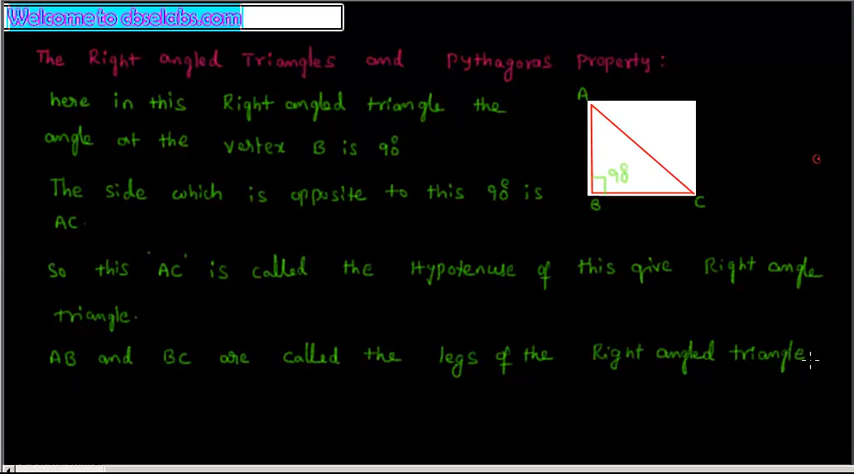 Welcome to cbselabs.com
The Right angled Triangles and Pythagoras Property:
here in this Right angled triangle the
angle at the vertex B is 90°
The side which is opposite to this 90° is
AC.
So this 'AC' is called the Hypotenuse of this give Right angle
triangle.
AB and BC are called the legs of the Right angled triangle
A
90°
B
C